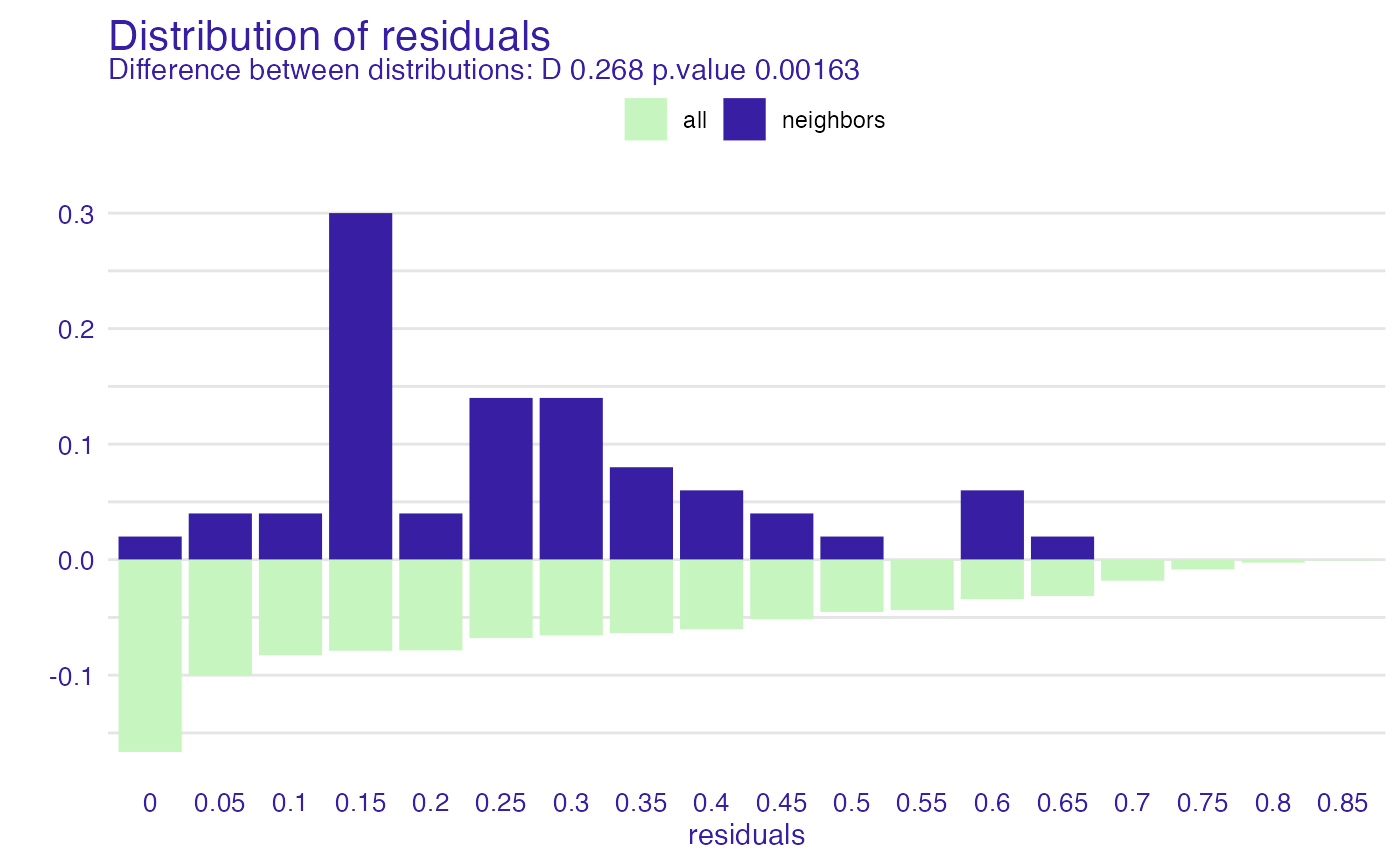 Distribution of residuals
Difference between distributions: D 0.268 p.value 0.00163
all neighbors
0.3
0.2
0.1
0.0
-0.1
0 0.05 0.1 0.15 0.2 0.25 0.3 0.35 0.4 0.45 0.5 0.55 0.6 0.65 0.7 0.75 0.8 0.85
residuals